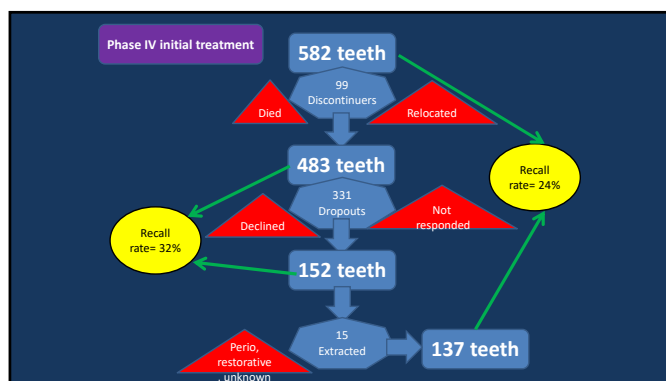 Phase IV initial treatment
582 teeth
99
Discontinuers
Died
Relocated
483 teeth
Recall
rate= 24%
331
Dropouts
Declined
Not
responded
Recall
rate= 32%
152 teeth
15
Extracted
137 teeth
Perio,
restorative
, unknown